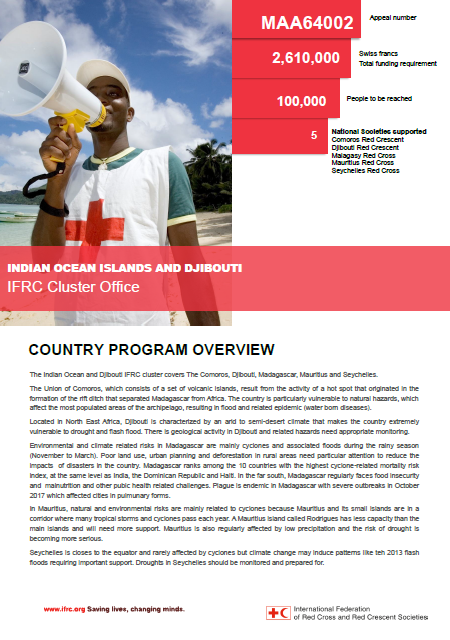 MAA64002
Appeal number
2,610,000
Swiss francs
Total funding requirement
100,000
People to be reached
5
National Societies supported
Comoros Red Crescent
Djibouti Red Crescent
Malagasy Red Cross
Mauritius Red Cross
Seychelles Red Cross
INDIAN OCEAN ISLANDS AND DJIBOUTI
IFRC Cluster Office
COUNTRY PROGRAM OVERVIEW
The Indian Ocean and Djibouti IFRC cluster covers The Comoros, Djibouti, Madagascar, Mauritius and Seychelles.
The Union of Comoros, which consists of a set of volcanic islands, result from the activity of a hot spot that originated in the
formation of the rift ditch that separated Madagascar from Africa. The country is particularly vulnerable to natural hazards, which
affect the most populated areas of the archipelago, resulting in flood and related epidemic (water born diseases).
Located in North East Africa, Djibouti is characterized by an arid to semi-desert climate that makes the country extremely
vulnerable to drought and flash flood. There is geological activity in Djibouti and related hazards need appropriate monitoring.
Environmental and climate related risks in Madagascar are mainly cyclones and associated floods during the rainy season
(November to March). Poor land use, urban planning and deforestation in rural areas need particular attention to reduce the
impacts of disasters in the country. Madagascar ranks among the 10 countries with the highest cyclone-related mortality risk
index, at the same level as India, the Dominican Republic and Haiti. In the far south, Madagascar regularly faces food insecurity
and malnutrition and other pubic health related challenges. Plague is endemic in Madagascar with severe outbreaks in October
2017 which affected cities in pulmonary forms.
In Mauritius, natural and environmental risks are mainly related to cyclones because Mauritius and its small islands are in a
corridor where many tropical storms and cyclones pass each year. A Mauritius island called Rodrigues has less capacity than the
main islands and will need more support. Mauritius is also regularly affected by low precipitation and the risk of drought is
becoming more serious.
Seychelles is closes to the equator and rarely affected by cyclones but climate change may induce patterns like teh 2013 flash
floods requiring important support. Droughts in Seychelles should be monitored and prepared for.
www.ifrc.org Saving lives, changing minds.
International Federation
of Red Cross and Red Crescent Societies